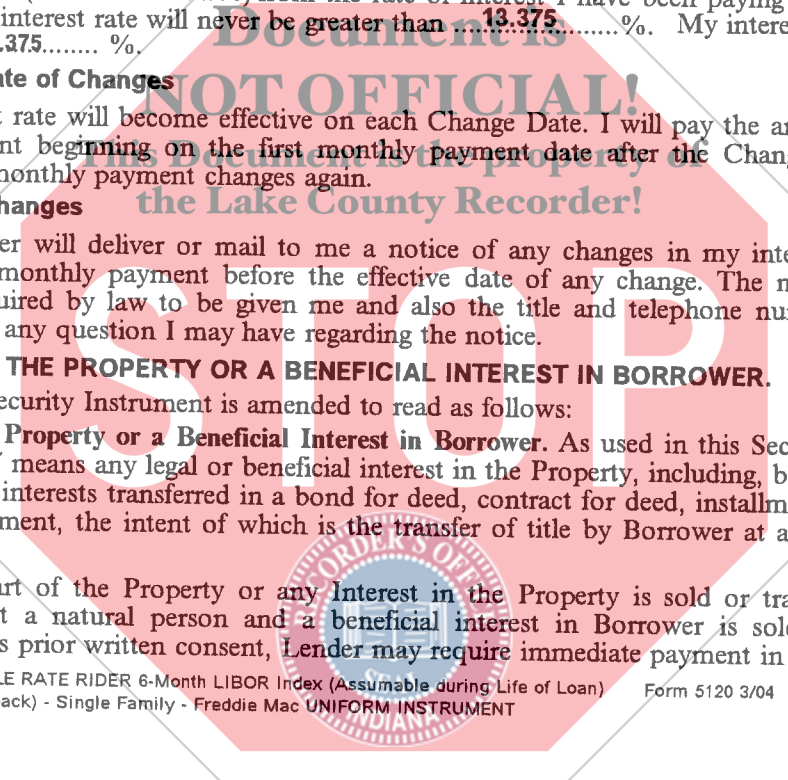 interest rate will never be greater than ....13.375.........%. My intere
.375........ %.
ate of Changes
t rate will become effective on each Change Date. I will pay the am
nt beginning on the first monthly payment date after the Chang
monthly payment changes again.
hanges
er will deliver or mail to me a notice of any changes in my inte
monthly payment before the effective date of any change. The n
uired by law to be given me and also the title and telephone nu
any question I may have regarding the notice.
THE PROPERTY OR A BENEFICIAL INTEREST IN BORROWER.
ecurity Instrument is amended to read as follows:
Property or a Beneficial Interest in Borrower. As used in this Sec
means any legal or beneficial interest in the Property, including, b
interests transferred in a bond for deed, contract for deed, installm
ment, the intent of which is the transfer of title by Borrower at a
art of the Property or any Interest in the Property is sold or tra
t a natural person and a beneficial interest in Borrower is sol
s prior written consent, Lender may require immediate payment in
LE RATE RIDER 6-Month LIBOR Index (Assumable during Life of Loan) Form 5120 3/04
ack) - Single Family - Freddie Mac UNIFORM INSTRUMENT
Document is
NOT OFFICIAL!
This Document is the property of
the Lake County Recorder!
STOP
RECORDER'S OFFICE
SEAL
INDIANA